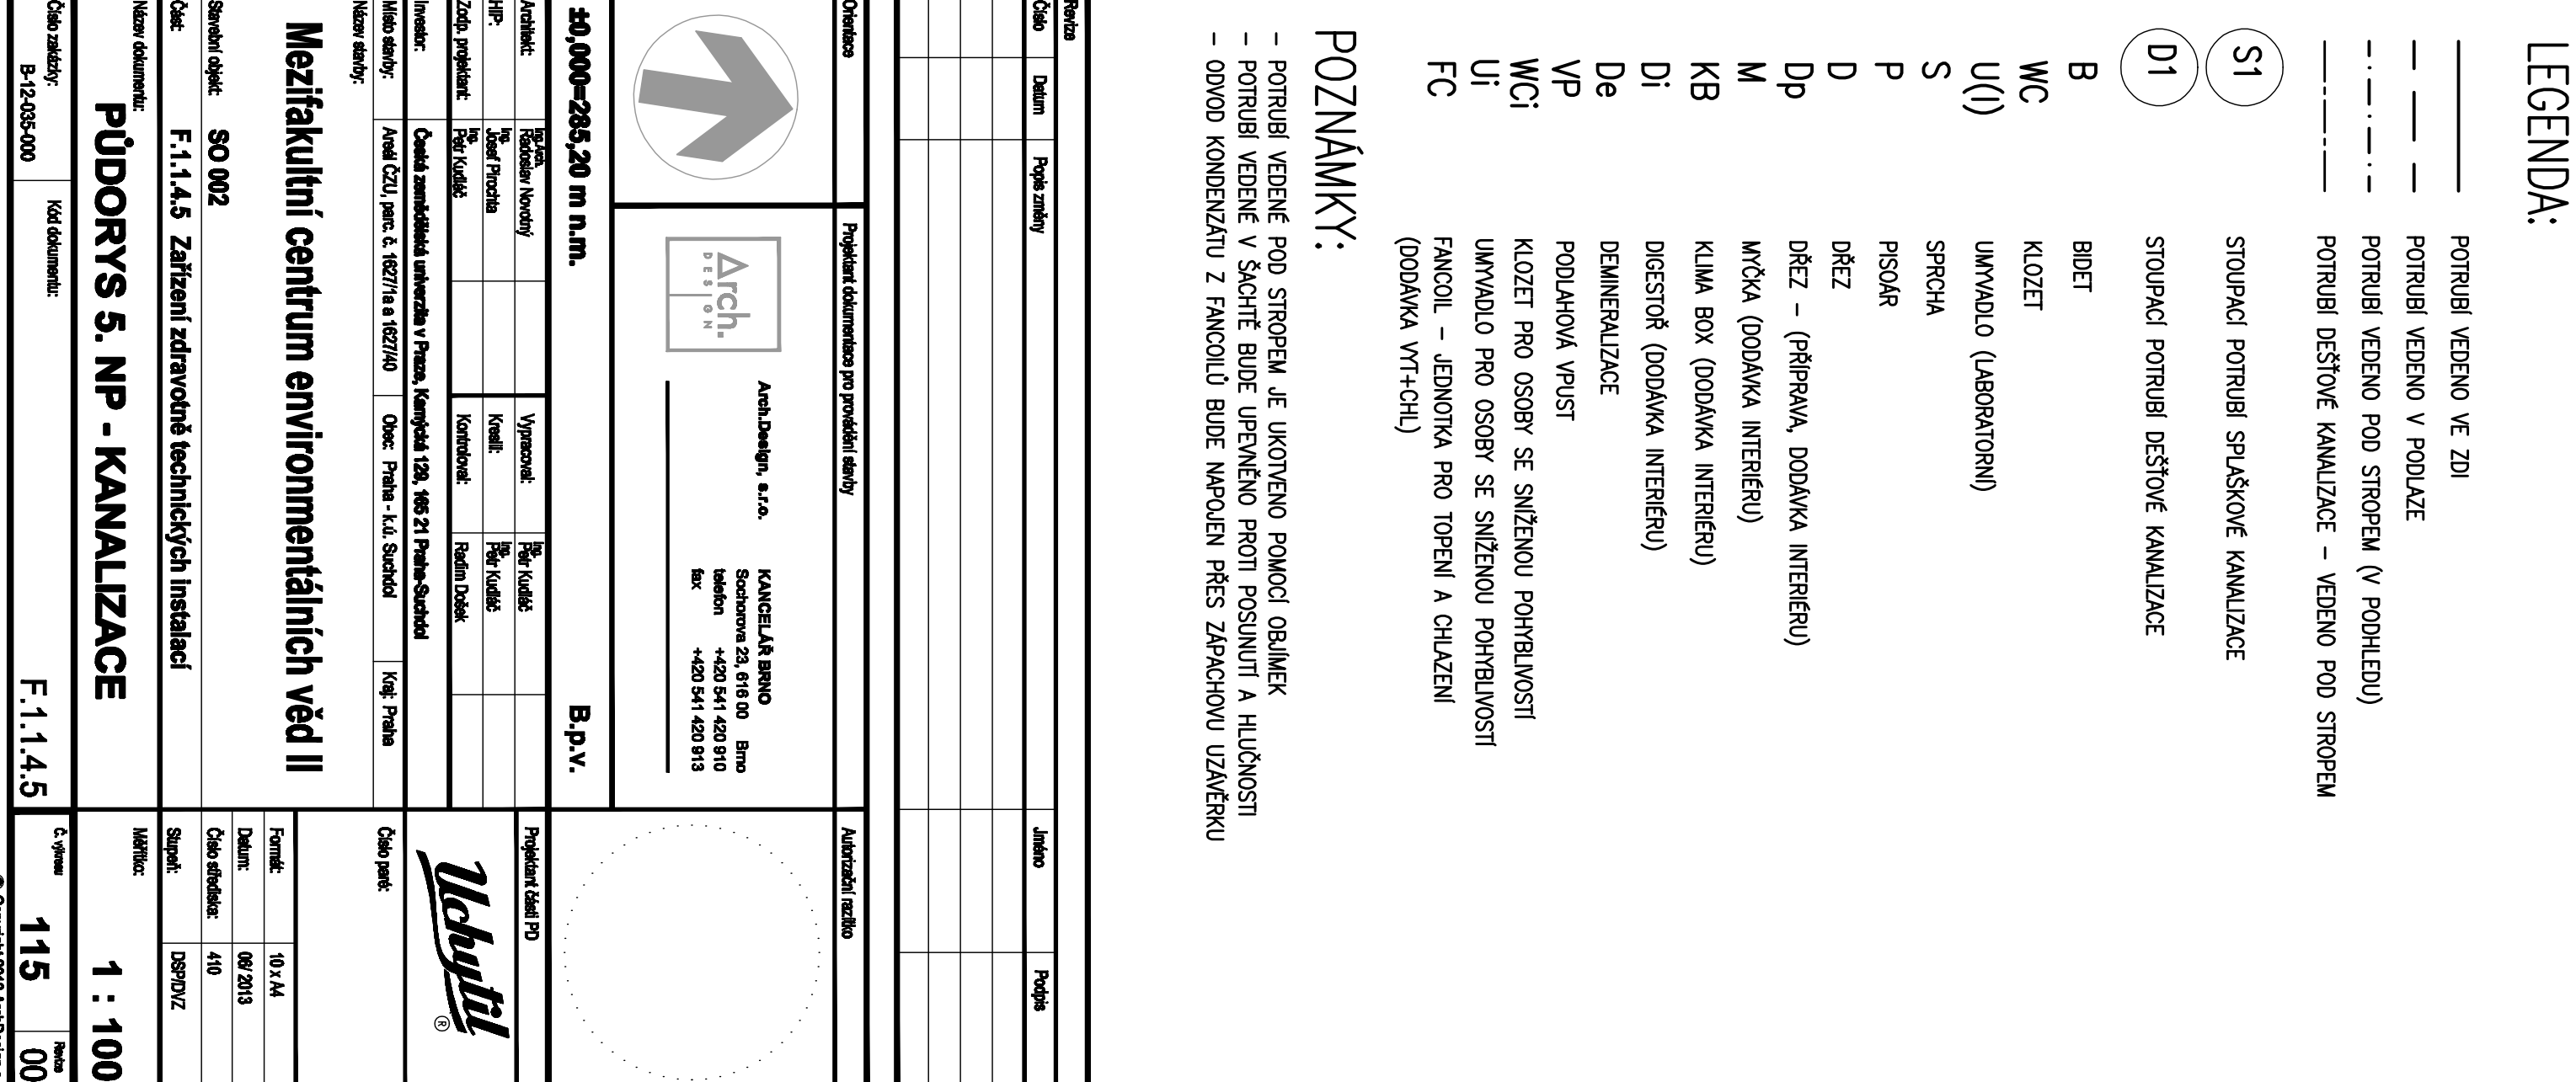 LEGENDA:
POTRUBÍ VEDENO VE ZDI
POTRUBÍ VEDENO V PODLAZE
POTRUBÍ VEDENO POD STROPEM (V PODHLEDU)
POTRUBÍ DEŠŤOVÉ KANALIZACE – VEDENO POD STROPEM
S1 STOUPACÍ POTRUBÍ SPLAŠKOVÉ KANALIZACE
D1 STOUPACÍ POTRUBÍ DEŠŤOVÉ KANALIZACE
B BIDET
WC KLOZET
U(l) UMYVADLO (LABORATORNÍ)
S SPRCHA
P PISOÁR
D DŘEZ
Dp DŘEZ – (PŘÍPRAVA, DODÁVKA INTERIÉRU)
M MYČKA (DODÁVKA INTERIÉRU)
KB KLIMA BOX (DODÁVKA INTERIÉRU)
Di DIGESTOŘ (DODÁVKA INTERIÉRU)
De DEMINERALIZACE
VP PODLAHOVÁ VPUST
WCi KLOZET PRO OSOBY SE SNÍŽENOU POHYBLIVOSTÍ
Ui UMYVADLO PRO OSOBY SE SNÍŽENOU POHYBLIVOSTÍ
FC FANCOIL – JEDNOTKA PRO TOPENÍ A CHLAZENÍ
(DODÁVKA VYT+CHL)
POZNÁMKY:
– POTRUBÍ VEDENÉ POD STROPEM JE UKOTVENO POMOCÍ OBJÍMEK
– POTRUBÍ VEDENÉ V ŠACHTĚ BUDE UPEVNĚNO PROTI POSUNUTÍ A HLUČNOSTI
– ODVOD KONDENZÁTU Z FANCOILŮ BUDE NAPOJEN PŘES ZÁPACHOVU UZÁVĚRKU
Revize
Číslo Datum Popis změny Jméno Podpis
Orientace Projektant dokumentace pro provádění stavby Autorizační razítko
Arch.
DESIGN
Arch.Design, s.r.o. KANCELÁŘ BRNO
Sochorova 23, 616 00 Brno
telefon +420 541 420 910
fax +420 541 420 913
±0,000=285,20 m n.m. B.p.v.
Architekt: Ing.Arch. Radoslav Novotný Vypracoval: Ing. Petr Kudláč Projektant části PD
HIP: Ing. Josef Pirochta Kreslil: Ing. Petr Kudláč
Zodp. projektant: Ing. Petr Kudláč Kontroloval: Radim Došek
Uchytil ®
Investor: Česká zemědělská univerzita v Praze, Kamýcká 129, 165 21 Praha-Suchdol
Místo stavby: Areál ČZU, parc. č. 1627/1a a 1627/40 Obec: Praha - k.ú. Suchdol Kraj: Praha Číslo paré:
Název stavby:
Mezifakultní centrum environmentálních věd II
Formát: 10 x A4
Datum: 06/ 2013
Stavební objekt: SO 002 Číslo střediska: 410
Část: F.1.1.4.5 Zařízení zdravotně technických instalací Stupeň: DSP/DVZ
Název dokumentu: Měřítko:
PŮDORYS 5. NP - KANALIZACE 1 : 100
Číslo zakázky: Kód dokumentu: č. výkresu Revize
B-12-035-000 F.1.1.4.5 115 00